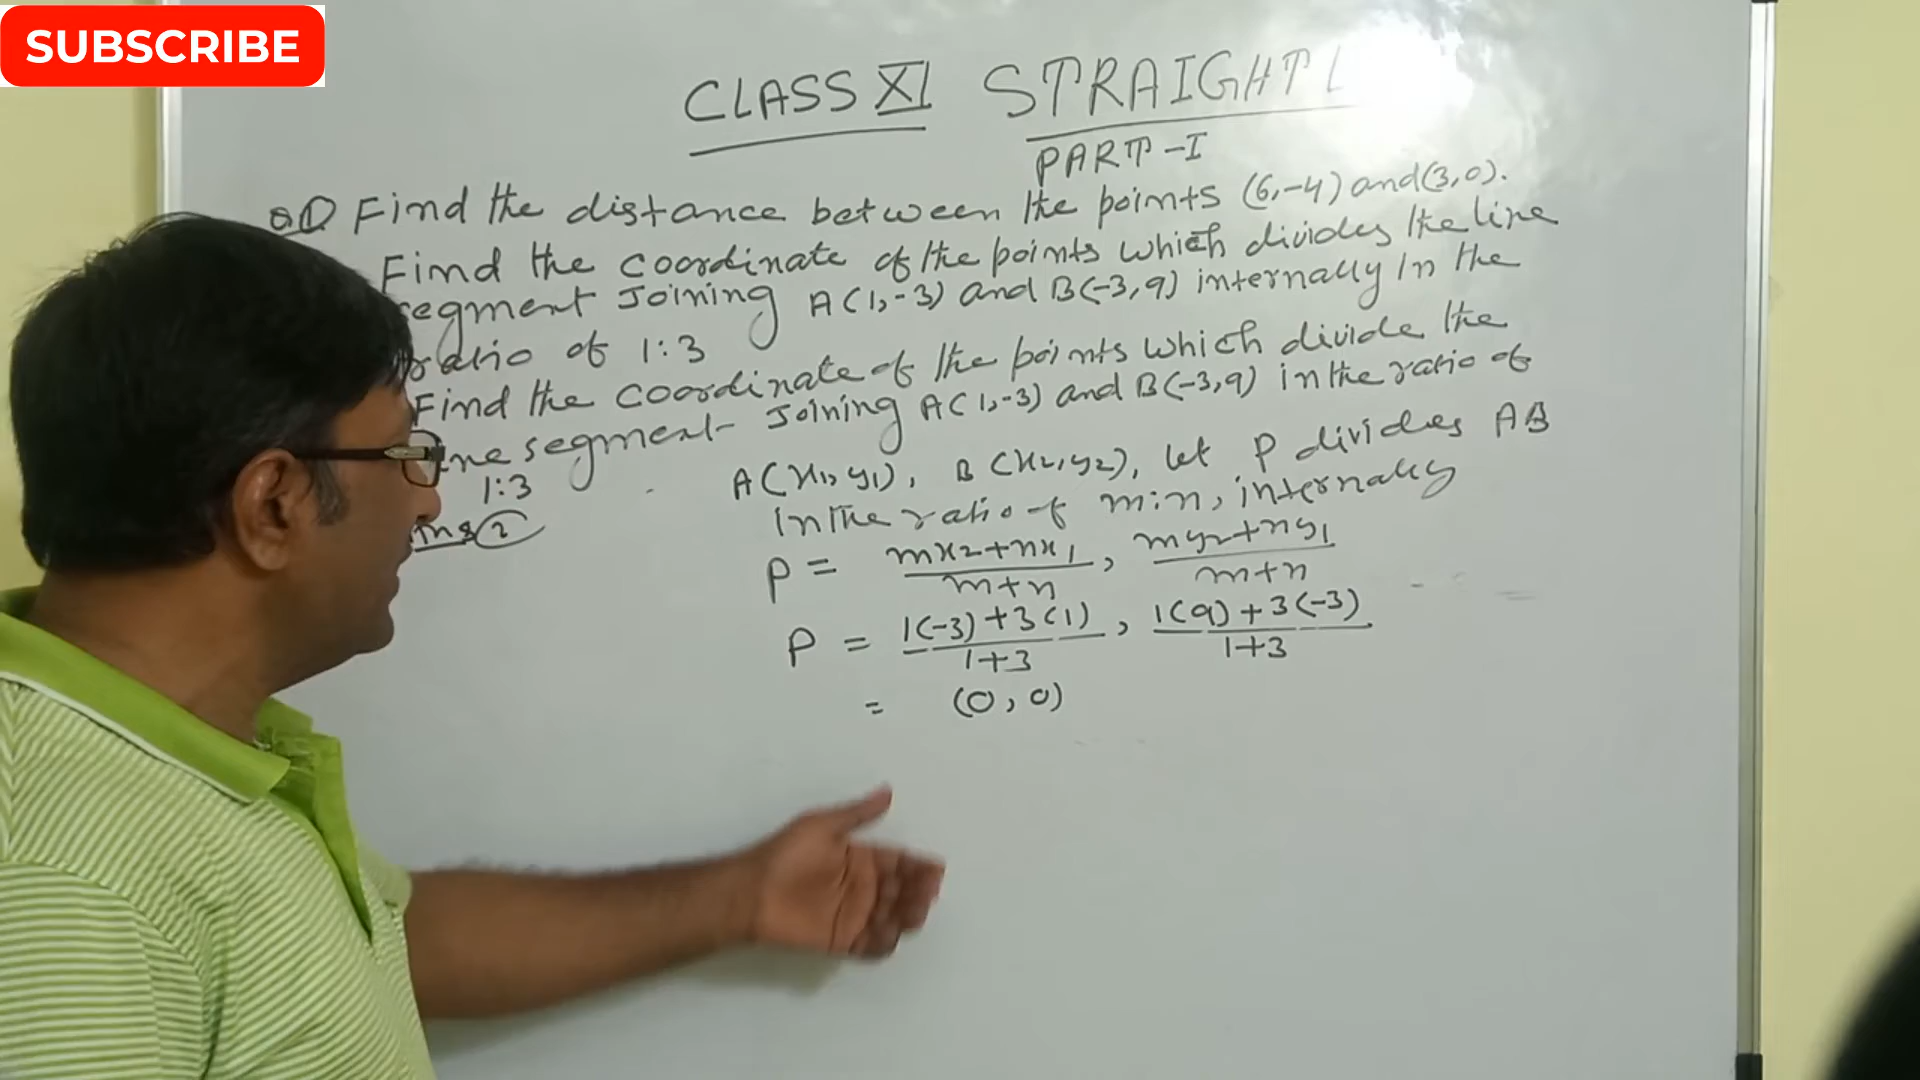 SUBSCRIBE
CLASS XI STRAIGHT L
PART-I
Q1) Find the distance between the points (6,-4) and (3,0).
Find the coordinate of the points which divides the line
segment Joining A(1,-3) and B(-3,9) internally in the
ratio of 1:3
Find the coordinate of the points which divide the
line segment Joining A(1,-3) and B(-3,9) in the ratio of
1:3
Ans 2
A(x1,y1), B(x2,y2), let P divides AB
in the ratio of m:n, internally
P = mx2+nx1/m+n, my2+ny1/m+n
P = 1(-3)+3(1)/1+3, 1(9)+3(-3)/1+3
= (0,0)